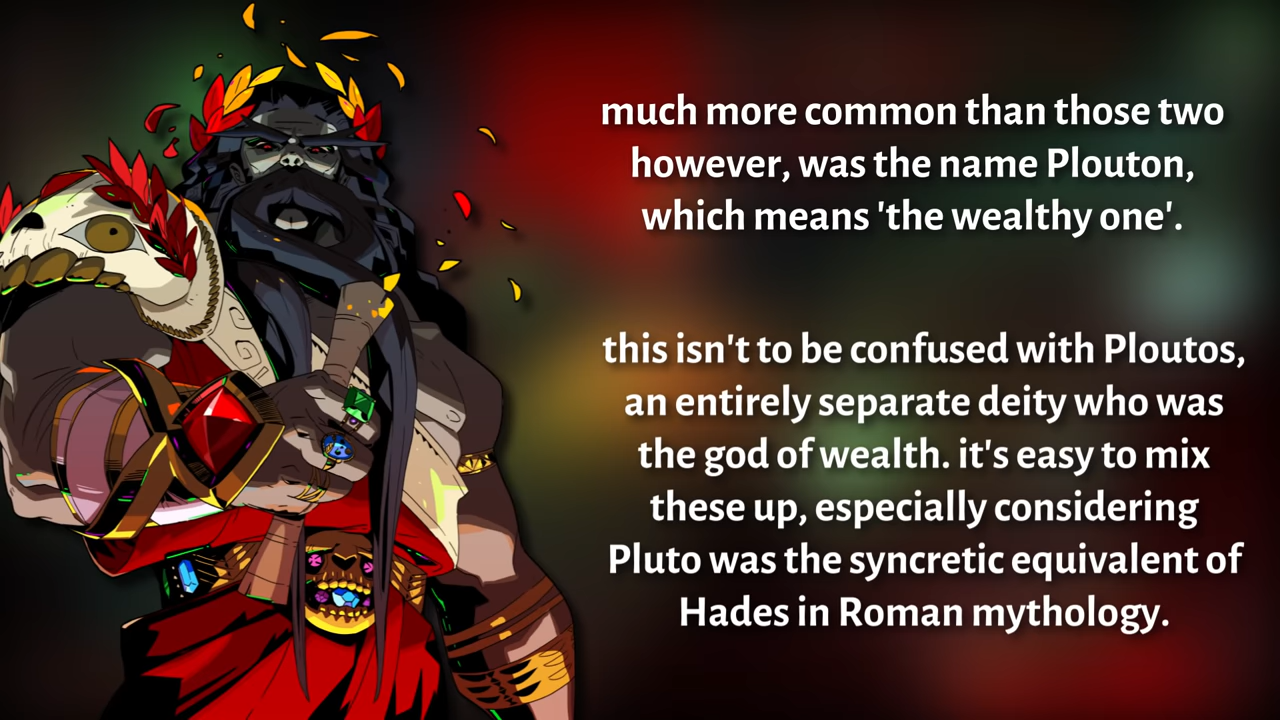 much more common than those two
however, was the name Plouton,
which means 'the wealthy one'.
this isn't to be confused with Ploutos,
an entirely separate deity who was
the god of wealth. it's easy to mix
these up, especially considering
Pluto was the syncretic equivalent of
Hades in Roman mythology.